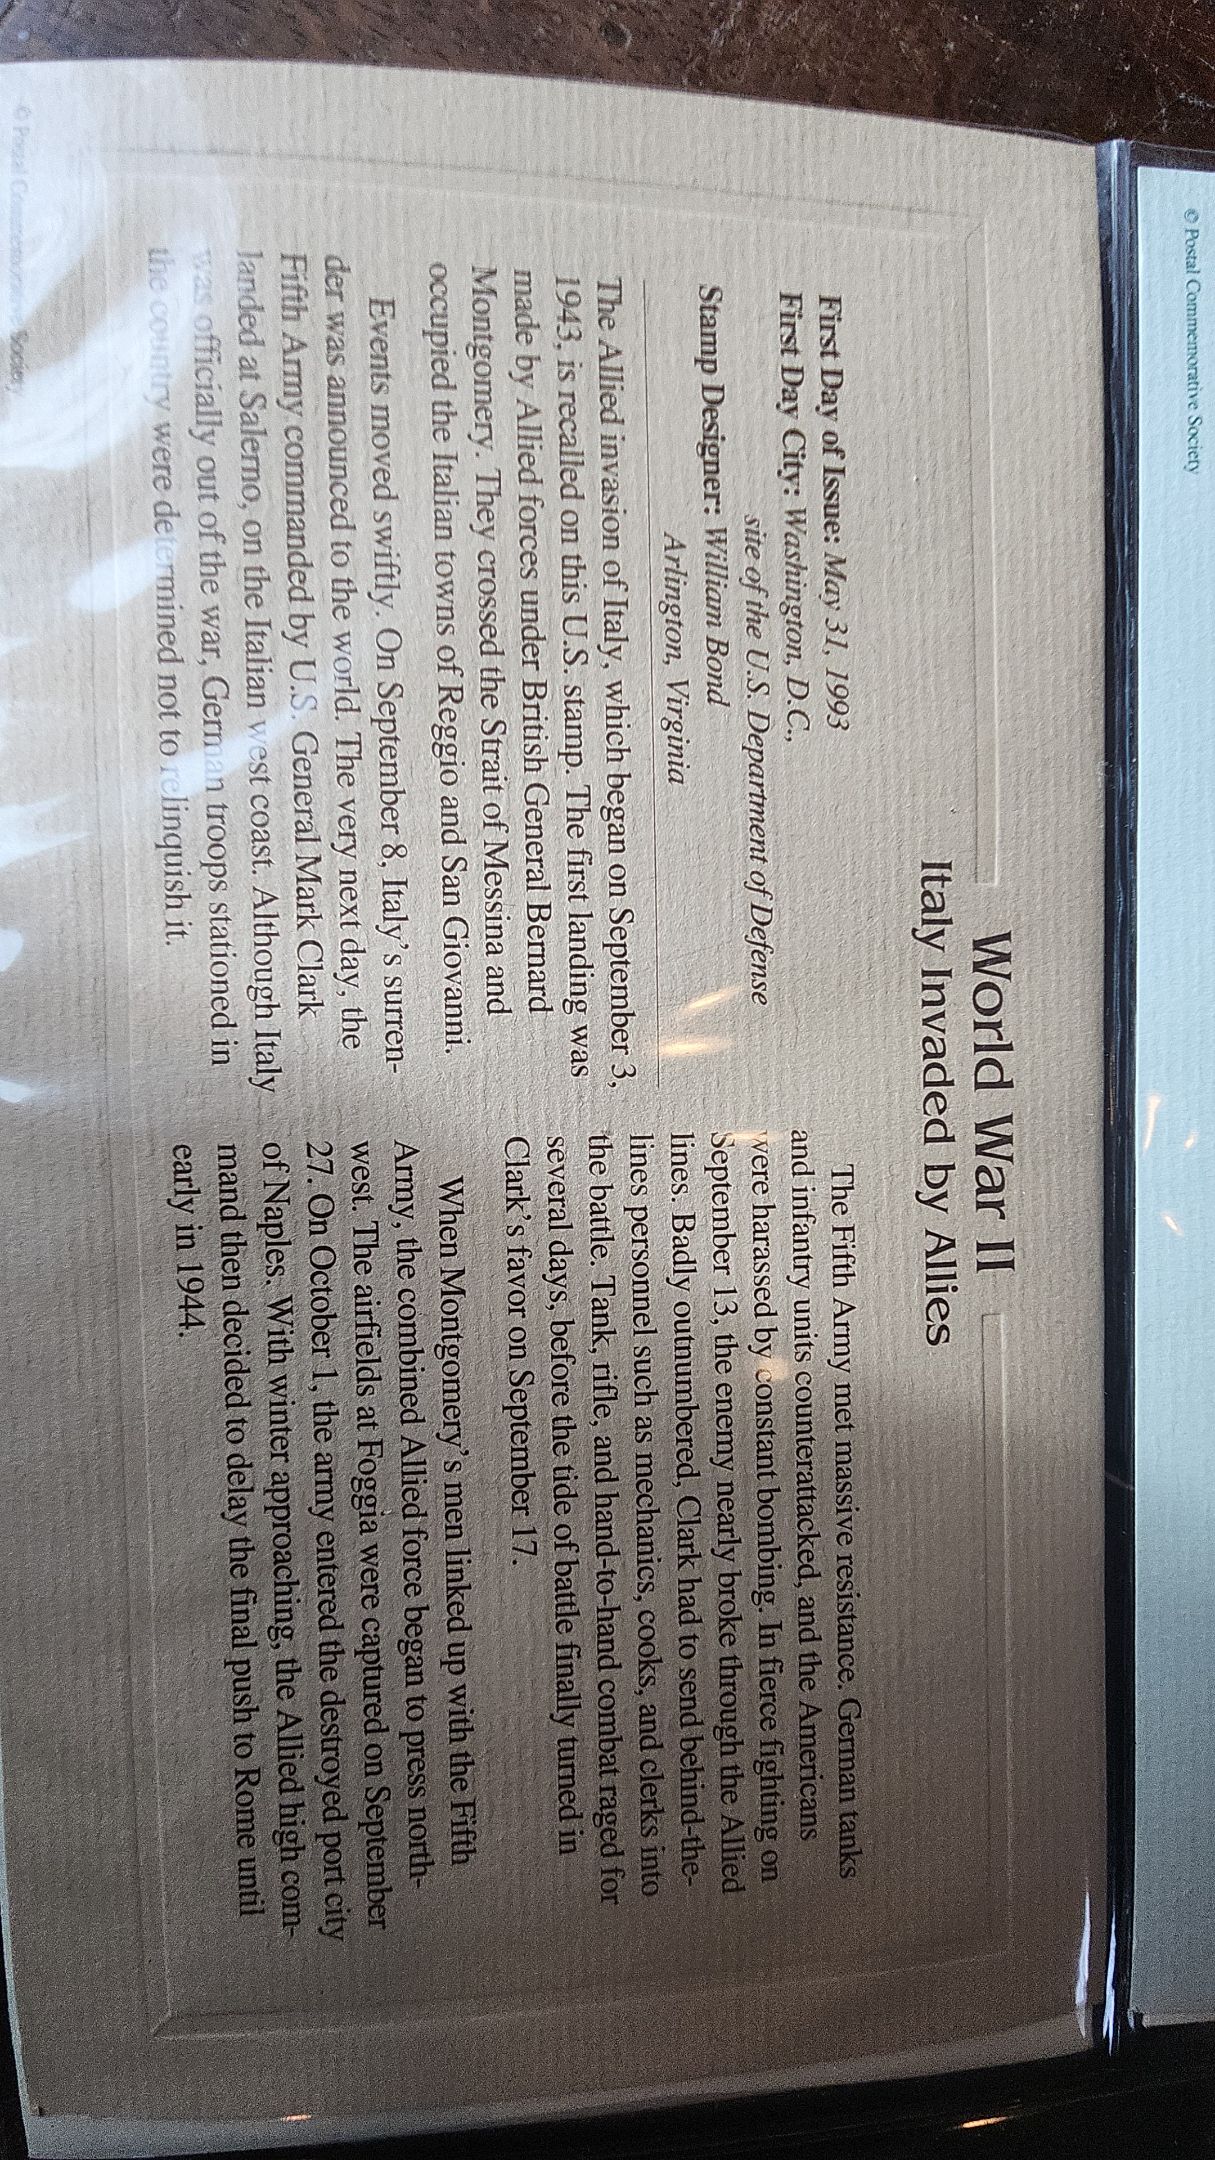 © Postal Commemorative Society
World War II
Italy Invaded by Allies
First Day of Issue: May 31, 1993
First Day City: Washington, D.C.,
site of the U.S. Department of Defense
Stamp Designer: William Bond
Arlington, Virginia
The Allied invasion of Italy, which began on September 3,
1943, is recalled on this U.S. stamp. The first landing was
made by Allied forces under British General Bernard
Montgomery. They crossed the Strait of Messina and
occupied the Italian towns of Reggio and San Giovanni.
Events moved swiftly. On September 8, Italy's surren-
der was announced to the world. The very next day, the
Fifth Army commanded by U.S. General Mark Clark
landed at Salerno, on the Italian west coast. Although Italy
was officially out of the war, German troops stationed in
the country were determined not to relinquish it.
The Fifth Army met massive resistance. German tanks
and infantry units counterattacked, and the Americans
were harassed by constant bombing. In fierce fighting on
September 13, the enemy nearly broke through the Allied
lines. Badly outnumbered, Clark had to send behind-the-
lines personnel such as mechanics, cooks, and clerks into
the battle. Tank, rifle, and hand-to-hand combat raged for
several days, before the tide of battle finally turned in
Clark's favor on September 17.
When Montgomery's men linked up with the Fifth
Army, the combined Allied force began to press north-
west. The airfields at Foggia were captured on September
27. On October 1, the army entered the destroyed port city
of Naples. With winter approaching, the Allied high com-
mand then decided to delay the final push to Rome until
early in 1944.
© Postal Commemorative Society